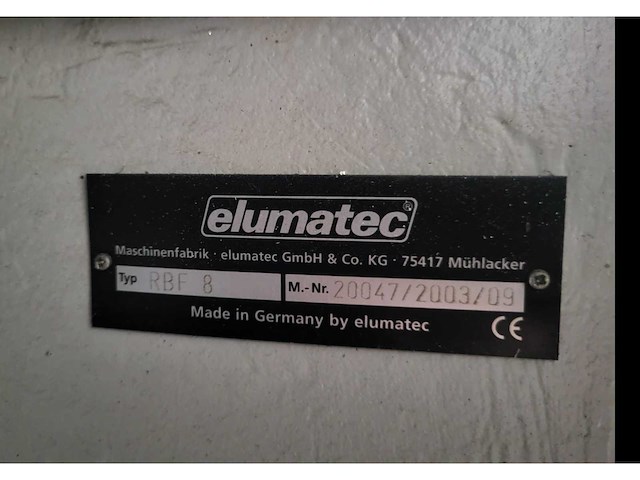 elumatec®
Maschinenfabrik · elumatec GmbH & Co. KG · 75417 Mühlacker
Typ RBF 8 M.-Nr. 20047/2003/09
Made in Germany by elumatec CE